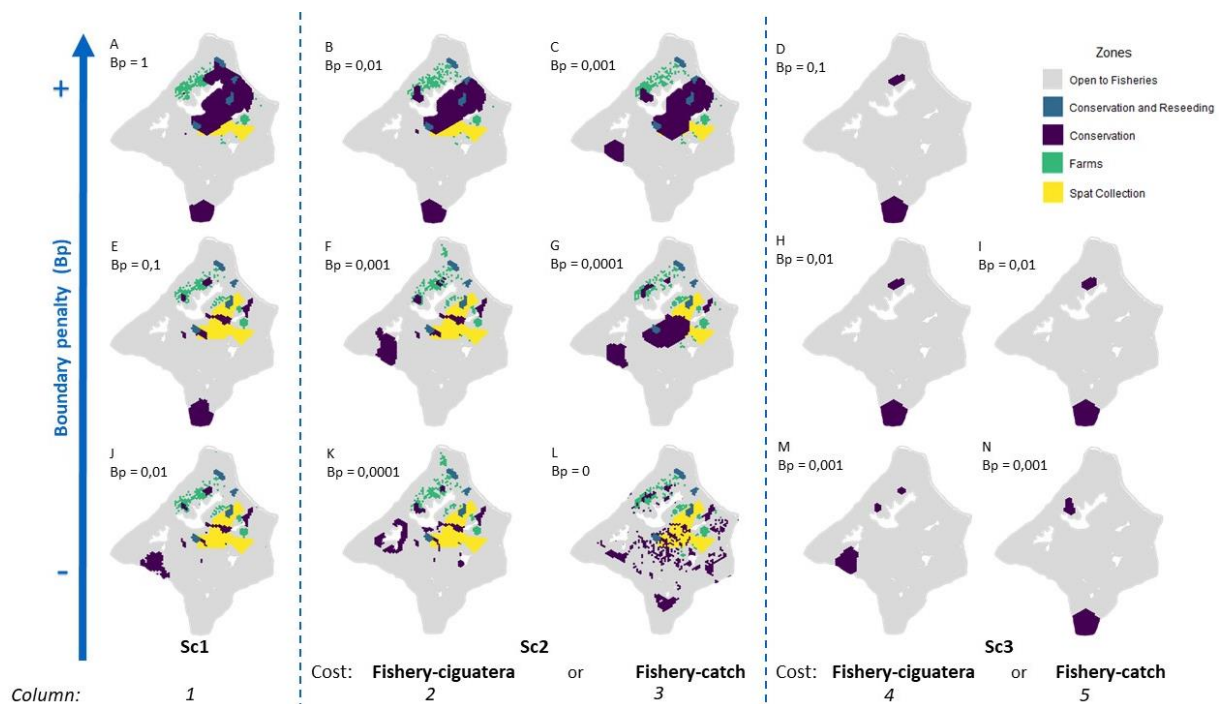 A
Bp = 1
B
Bp = 0,01
C
Bp = 0,001
D
Bp = 0,1
Zones
Open to Fisheries
Conservation and Reseeding
Conservation
Farms
Spat Collection
+
Boundary penalty (Bp)
-
E
Bp = 0,1
F
Bp = 0,001
G
Bp = 0,0001
H
Bp = 0,01
I
Bp = 0,01
J
Bp = 0,01
K
Bp = 0,0001
L
Bp = 0
M
Bp = 0,001
N
Bp = 0,001
Sc1
Sc2
Sc3
Cost: Fishery-ciguatera or Fishery-catch
Cost: Fishery-ciguatera or Fishery-catch
Column: 1 2 3 4 5